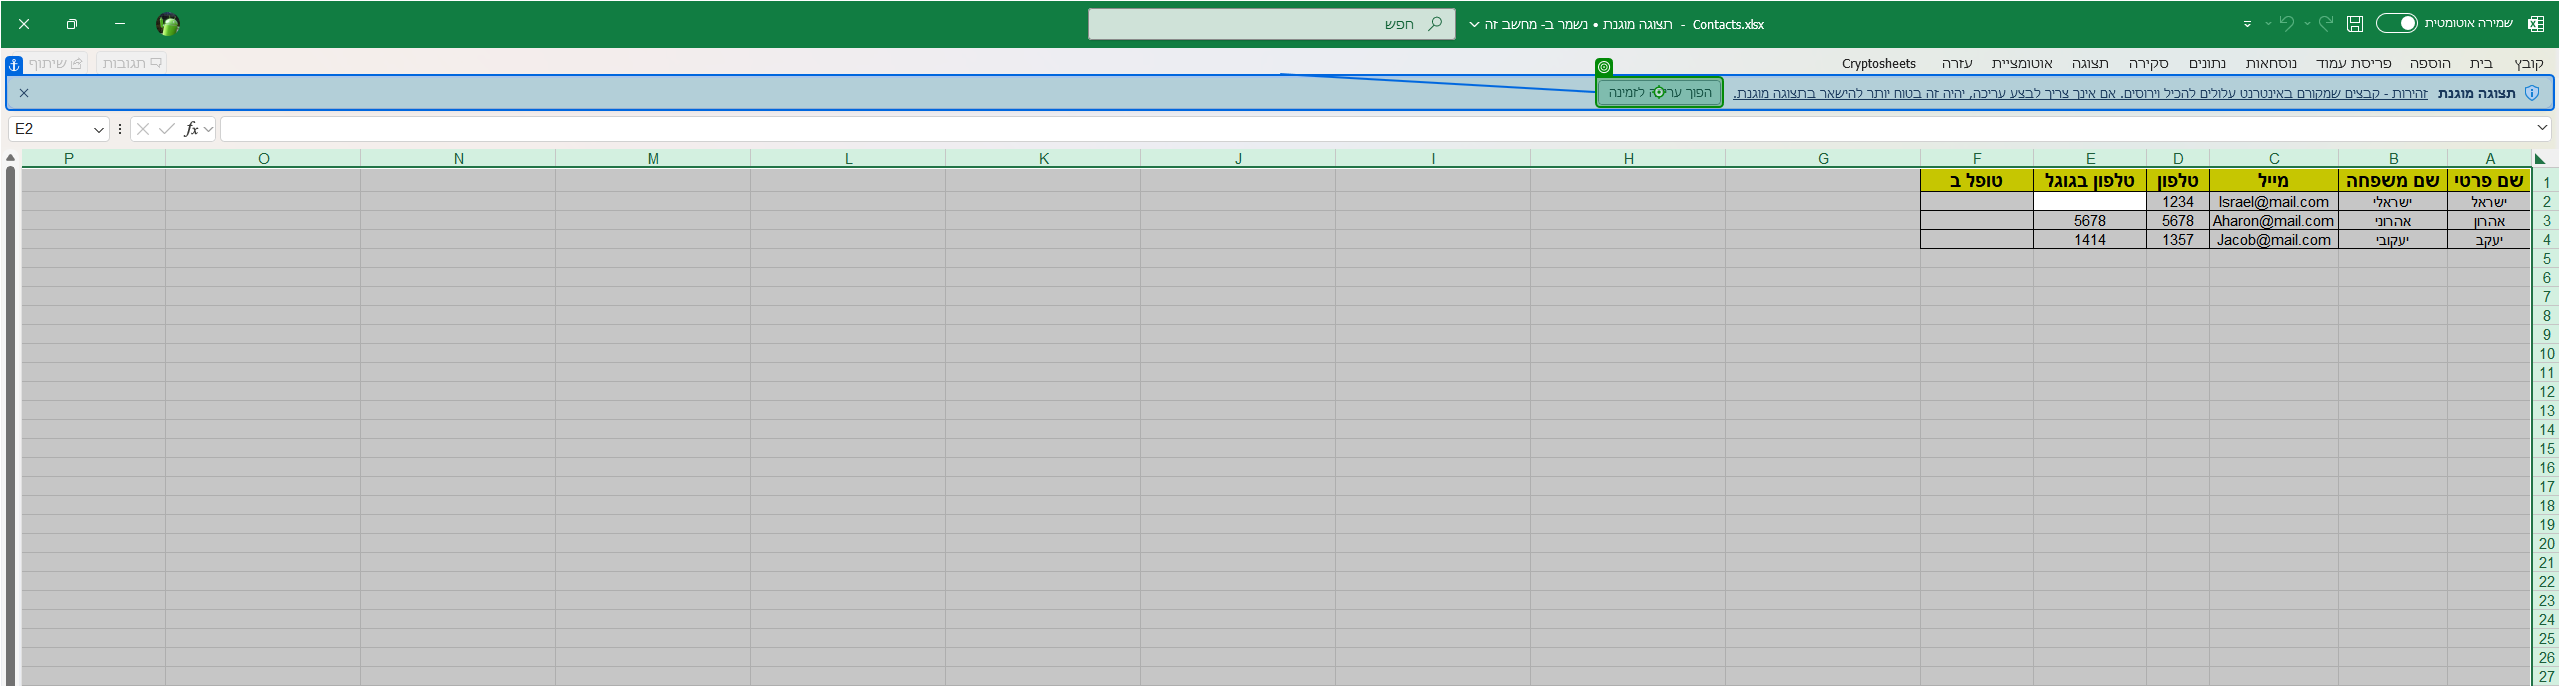 שמירה אוטומטית
Contacts.xlsx - תצוגה מוגנת • נשמר ב- מחשב זה
חפש
קובץ בית הוספה פריסת עמוד נוסחאות נתונים סקירה תצוגה אוטומציית עזרה Cryptosheets
תגובות שיתוף
תצוגה מוגנת זהירות - קבצים שמקורם באינטרנט עלולים להכיל וירוסים. אם אינך צריך לבצע עריכה, יהיה זה בטוח יותר להישאר בתצוגה מוגנת. הפוך עריכה לזמינה
E2 fx
A B C D E F G H I J K L M N O P
1 שם פרטי שם משפחה מייל טלפון טלפון בגוגל טופל ב
2 ישראל ישראלי Israel@mail.com 1234
3 אהרון אהרוני Aharon@mail.com 5678 5678
4 יעקב יעקובי Jacob@mail.com 1357 1414
5
6
7
8
9
10
11
12
13
14
15
16
17
18
19
20
21
22
23
24
25
26
27